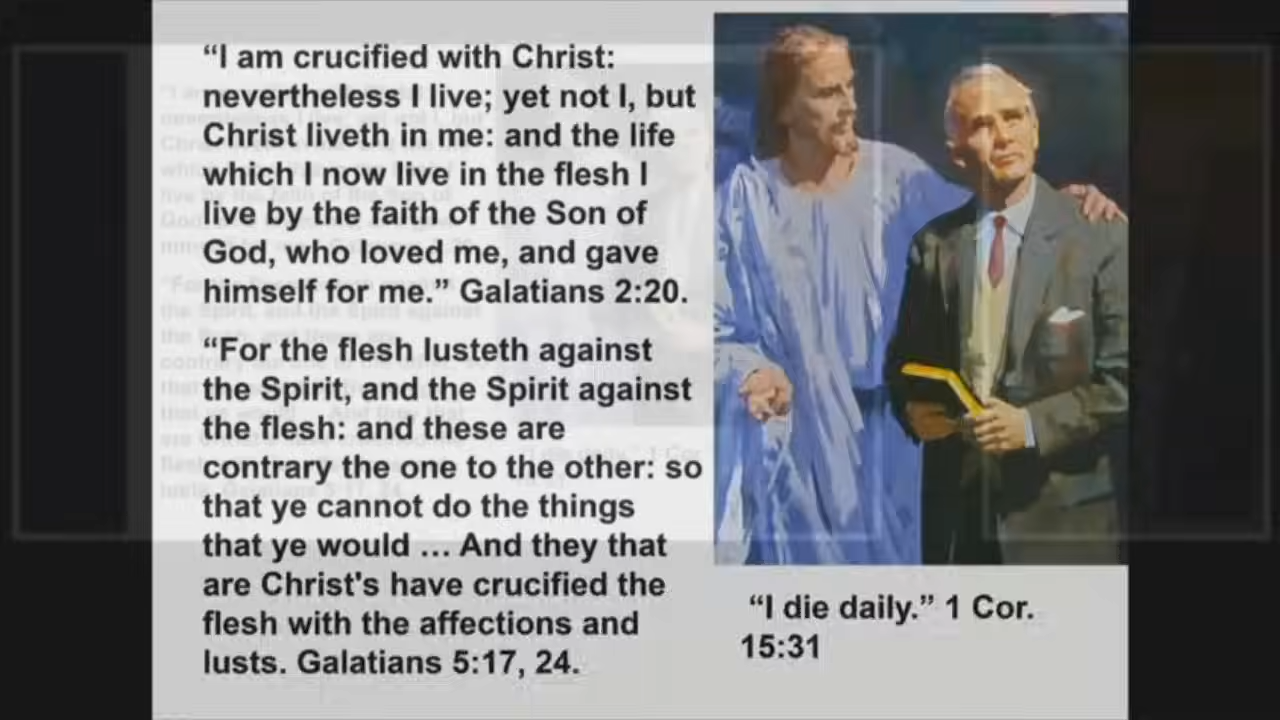 “I am crucified with Christ:
nevertheless I live; yet not I, but
Christ liveth in me: and the life
which I now live in the flesh I
live by the faith of the Son of
God, who loved me, and gave
himself for me.” Galatians 2:20.
“For the flesh lusteth against
the Spirit, and the Spirit against
the flesh: and these are
contrary the one to the other: so
that ye cannot do the things
that ye would … And they that
are Christ's have crucified the
flesh with the affections and
lusts. Galatians 5:17, 24.
“I die daily.” 1 Cor.
15:31